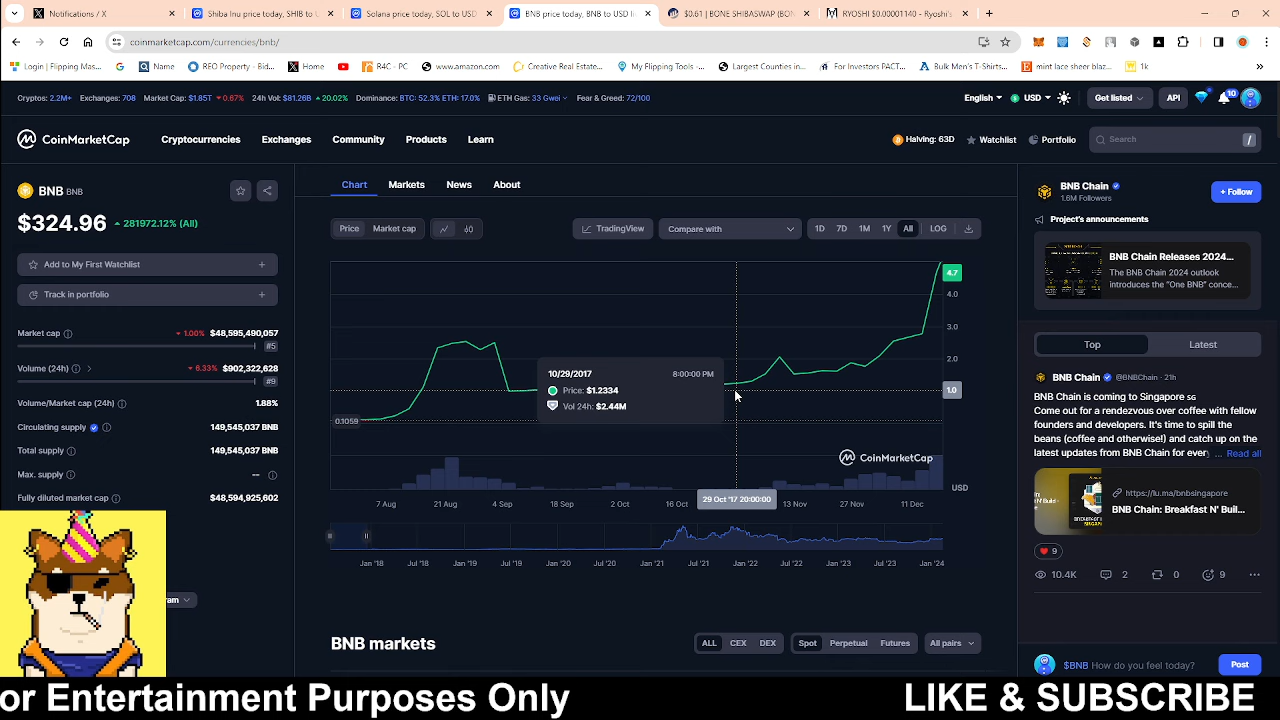 Notifications / X
Shiba Inu price today, SHIB to U
Solana price today, SOL to USD
BNB price today, BNB to USD li
$0.61 | BONE SHIBASWAP (BON
RYOSHI $0.00001140 - Ryoshi's
coinmarketcap.com/currencies/bnb/
Login | Flipping Mas...
Name
REO Property - Bid...
Home
R4C - PC
www.amazon.com
Creative Real Estate...
My Flipping Tools -...
Largest Counties in...
For Investors PACT...
Bulk Men's T-Shirts...
mint lace sheer blaz...
1k
Cryptos: 2.2M+ Exchanges: 708 Market Cap: $1.85T 0.67% 24h Vol: $81.26B 20.02% Dominance: BTC: 52.3% ETH: 17.0% ETH Gas: 33 Gwei Fear & Greed: 72/100
English USD Get listed API 10
CoinMarketCap Cryptocurrencies Exchanges Community Products Learn
Halving: 63D Watchlist Portfolio Search /
BNB BNB
$324.96 281972.12% (All)
Add to My First Watchlist +
Track in portfolio +
Market cap 1.00% $48,595,490,057
#5
Volume (24h) 6.33% $902,322,628
#9
Volume/Market cap (24h) 1.88%
Circulating supply 149,545,037 BNB
Total supply 149,545,037 BNB
Max. supply --
Fully diluted market cap $48,594,925,602
ram
Chart Markets News About
Price Market cap
TradingView Compare with 1D 7D 1M 1Y All LOG
4.7
4.0
3.0
2.0
1.0
10/29/2017 8:00:00 PM
Price: $1.2334
Vol 24h: $2.44M
0.1059
CoinMarketCap
USD
29 Oct '17 20:00:00
7 Aug 21 Aug 4 Sep 18 Sep 2 Oct 16 Oct 13 Nov 27 Nov 11 Dec
Jan '18 Jul '18 Jan '19 Jul '19 Jan '20 Jul '20 Jan '21 Jul '21 Jan '22 Jul '22 Jan '23 Jul '23 Jan '24
BNB markets
ALL CEX DEX Spot Perpetual Futures All pairs
BNB Chain
1.6M Followers
+ Follow
Project's announcements
BNB Chain Releases 2024...
The BNB Chain 2024 outlook
introduces the "One BNB" conce...
Top Latest
BNB Chain @BNBChain · 21h
BNB Chain is coming to Singapore SG
Come out for a rendezvous over coffee with fellow
founders and developers. It's time to spill the
beans (coffee and otherwise!) and catch up on the
latest updates from BNB Chain for every ... Read all
https://lu.ma/bnbsingapore
BNB Chain: Breakfast N' Buil...
9
10.4K 2 0 9
$BNB How do you feel today? Post
or Entertainment Purposes Only LIKE & SUBSCRIBE